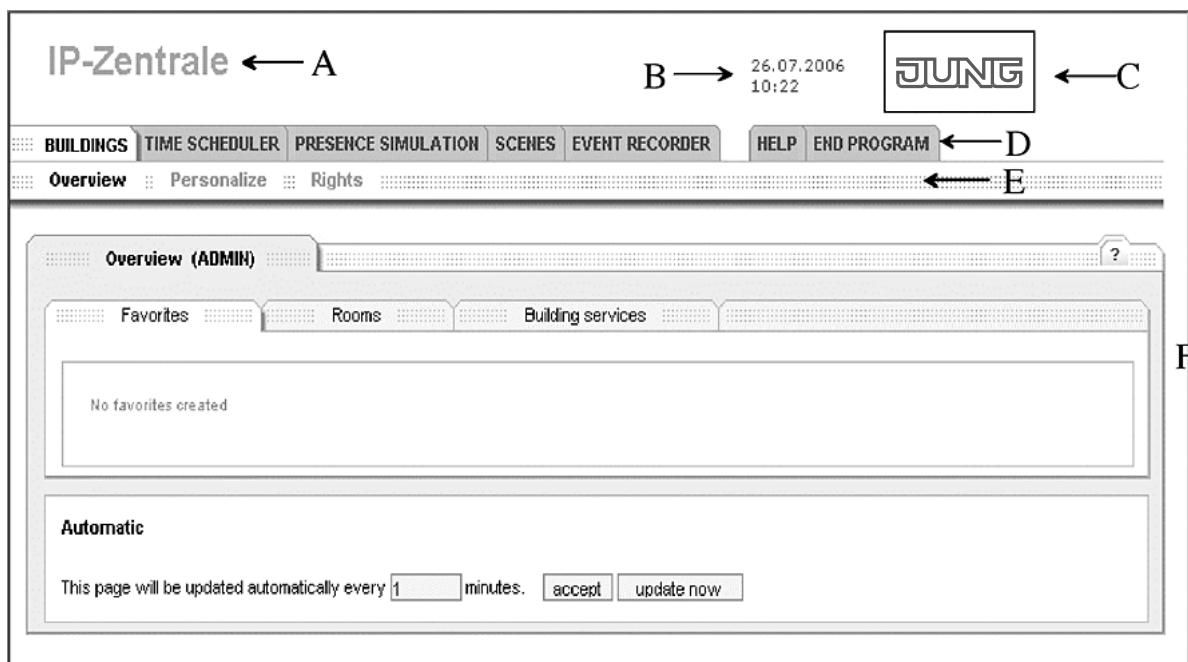 IP-Zentrale A
B 26.07.2006
10:22
JUNG C
BUILDINGS TIME SCHEDULER PRESENCE SIMULATION SCENES EVENT RECORDER HELP END PROGRAM D
Overview Personalize Rights E
Overview (ADMIN) ?
Favorites Rooms Building services
F
No favorites created
Automatic
This page will be updated automatically every 1 minutes. accept update now